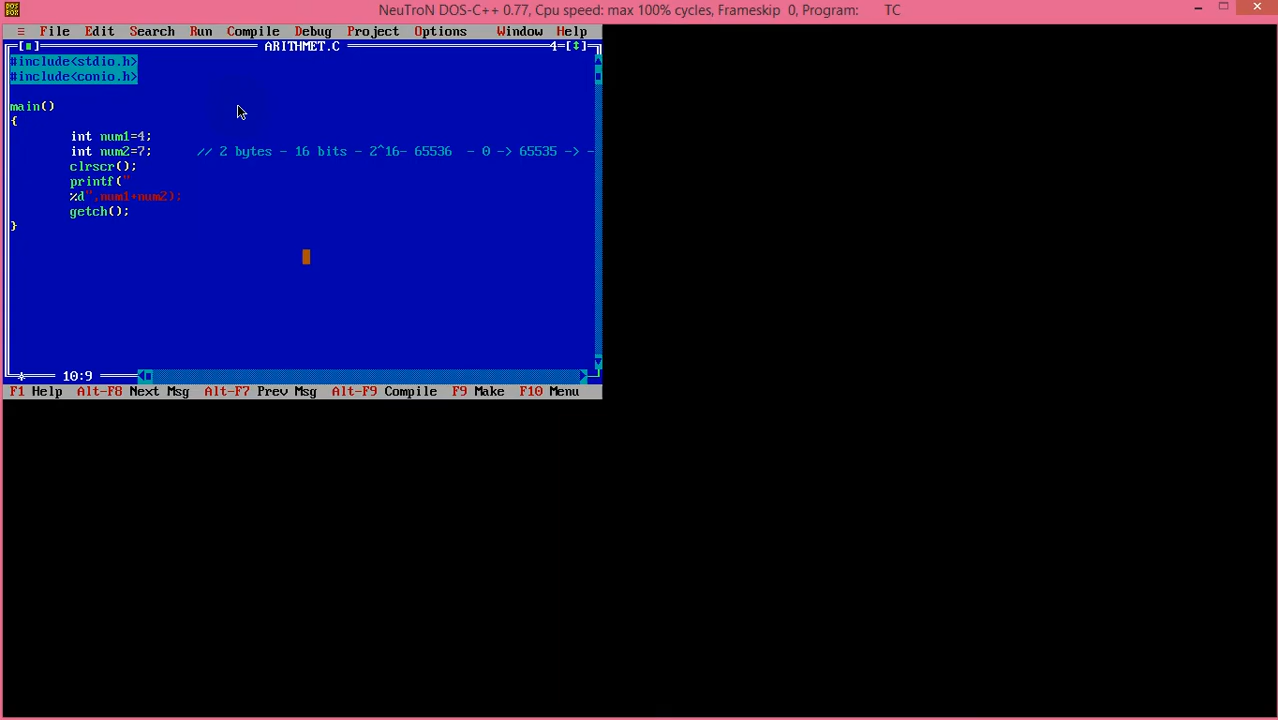 NeuTroN DOS-C++ 0.77, Cpu speed: max 100% cycles, Frameskip 0, Program: TC
DOS BOX
≡ File Edit Search Run Compile Debug Project Options Window Help
[■] ARITHMET.C 4=[↕]
#include<stdio.h>
#include<conio.h>
main()
{
int num1=4;
int num2=7; // 2 bytes - 16 bits - 2^16- 65536 - 0 -> 65535 -> -
clrscr();
printf("
%d",num1+num2);
getch();
}
* 10:9
F1 Help Alt-F8 Next Msg Alt-F7 Prev Msg Alt-F9 Compile F9 Make F10 Menu